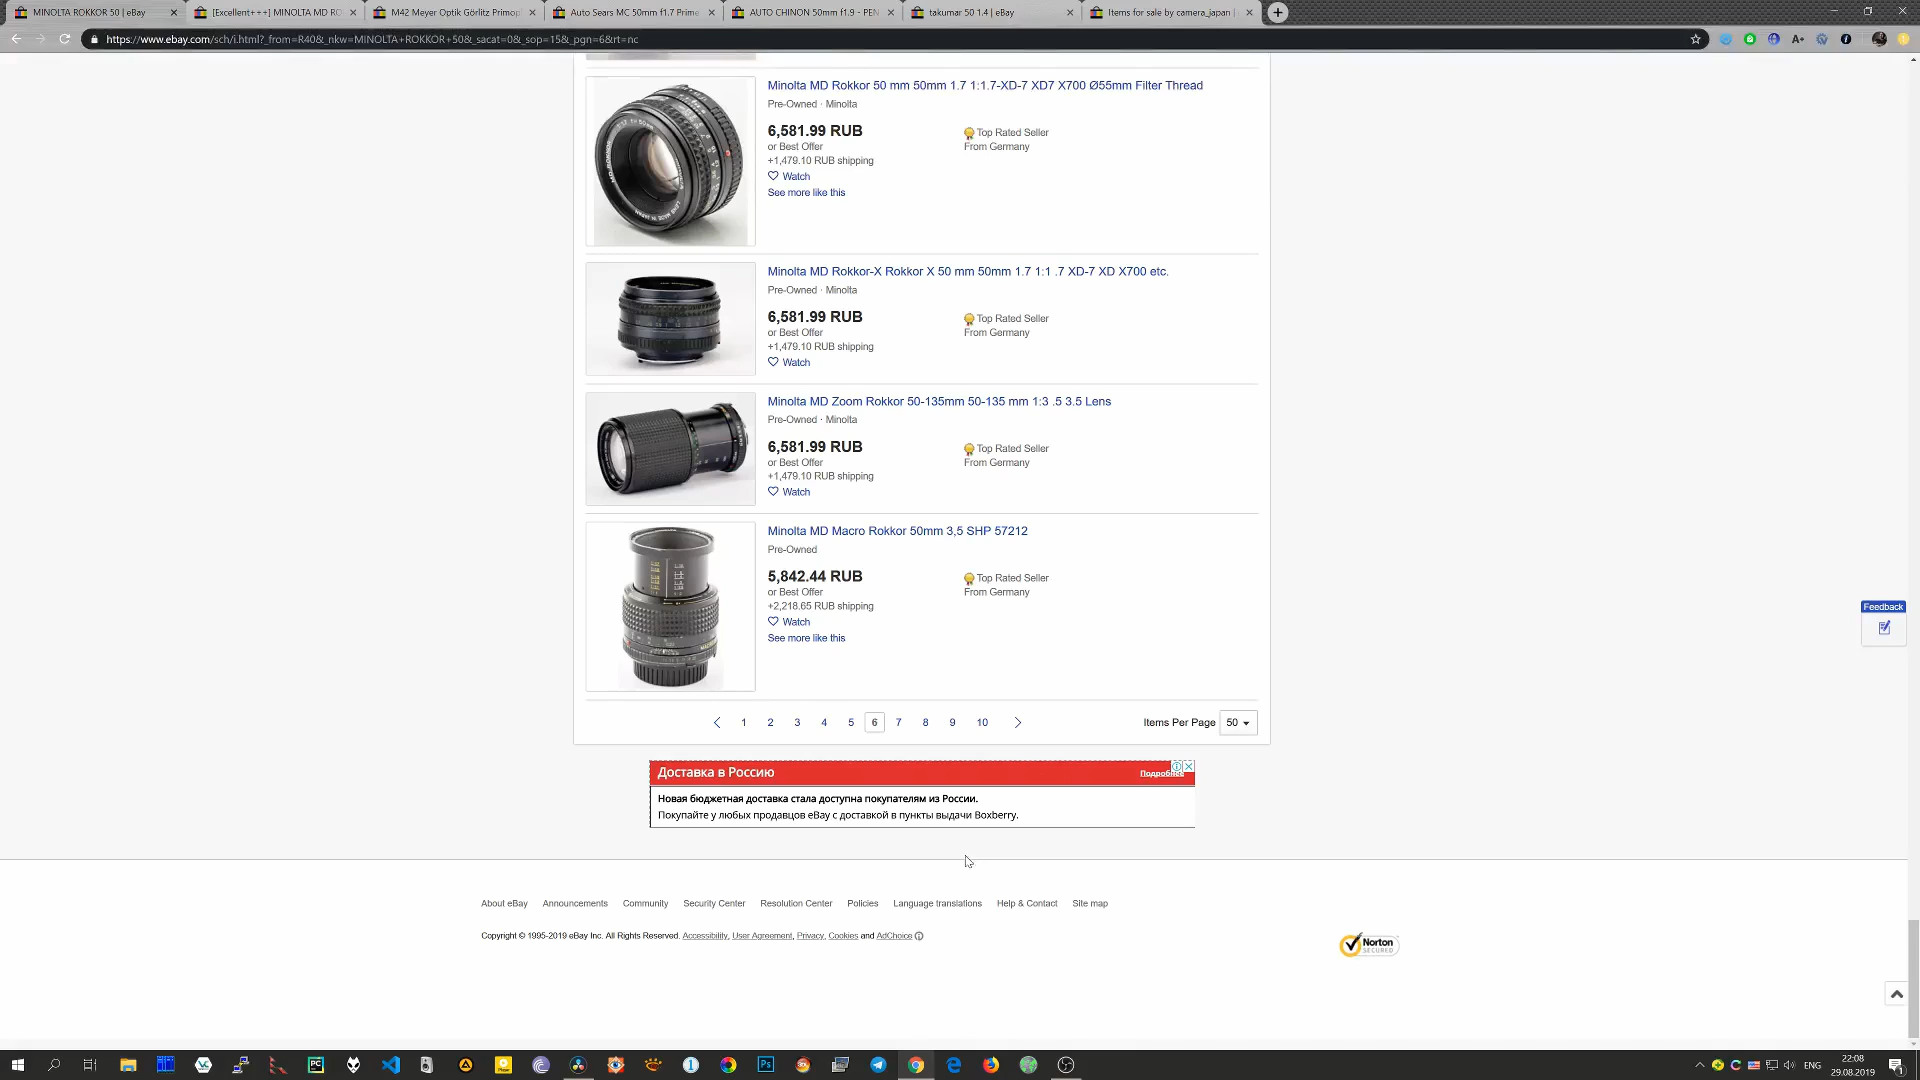 MINOLTA ROKKOR 50 | eBay
[Excellent+++] MINOLTA MD RO
M42 Meyer Optik Görlitz Primop
Auto Sears MC 50mm f1.7 Prime
AUTO CHINON 50mm f1.9 - PEN
takumar 50 1.4 | eBay
Items for sale by camera_japan |
https://www.ebay.com/sch/i.html?_from=R40&_nkw=MINOLTA+ROKKOR+50&_sacat=0&_sop=15&_pgn=6&rt=nc
Minolta MD Rokkor 50 mm 50mm 1.7 1:1.7-XD-7 XD7 X700 Ø55mm Filter Thread
Pre-Owned · Minolta
6,581.99 RUB
Top Rated Seller
or Best Offer
From Germany
+1,479.10 RUB shipping
Watch
See more like this
Minolta MD Rokkor-X Rokkor X 50 mm 50mm 1.7 1:1 .7 XD-7 XD X700 etc.
Pre-Owned · Minolta
6,581.99 RUB
Top Rated Seller
or Best Offer
From Germany
+1,479.10 RUB shipping
Watch
Minolta MD Zoom Rokkor 50-135mm 50-135 mm 1:3 .5 3.5 Lens
Pre-Owned · Minolta
6,581.99 RUB
Top Rated Seller
or Best Offer
From Germany
+1,479.10 RUB shipping
Watch
Minolta MD Macro Rokkor 50mm 3,5 SHP 57212
Pre-Owned
5,842.44 RUB
Top Rated Seller
or Best Offer
From Germany
+2,218.65 RUB shipping
Watch
See more like this
1 2 3 4 5 6 7 8 9 10
Items Per Page 50
Feedback
Доставка в Россию
Подробнее
Новая бюджетная доставка стала доступна покупателям из России.
Покупайте у любых продавцов eBay с доставкой в пункты выдачи Boxberry.
About eBay Announcements Community Security Center Resolution Center Policies Language translations Help & Contact Site map
Copyright © 1995-2019 eBay Inc. All Rights Reserved. Accessibility, User Agreement, Privacy, Cookies and AdChoice
Norton
SECURED
ENG
22:08
29.08.2019